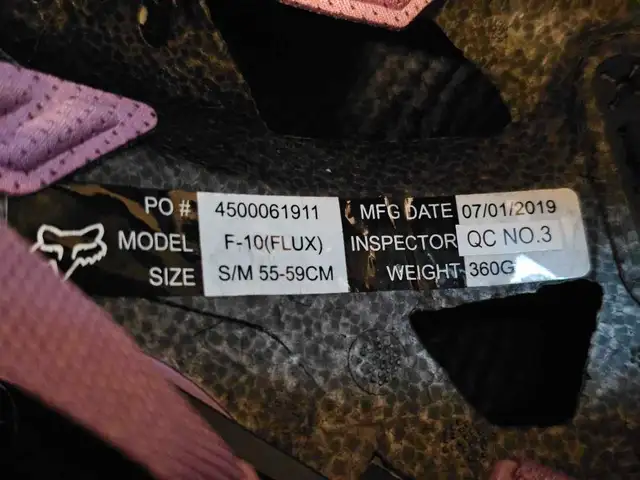 PO # 4500061911 MFG DATE 07/01/2019
MODEL F-10(FLUX) INSPECTOR QC NO.3
SIZE S/M 55-59CM WEIGHT 360G